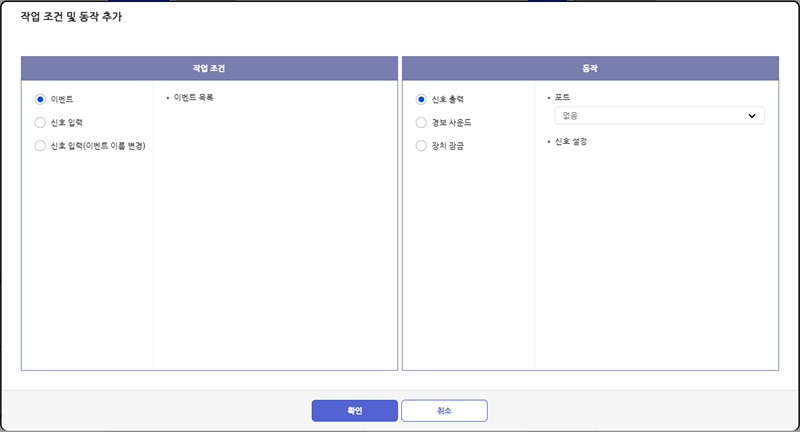 작업 조건 및 동작 추가
작업 조건
이벤트
신호 입력
신호 입력(이벤트 이름 변경)
• 이벤트 목록
동작
신호 출력
경보 사운드
장치 잠금
• 포트
없음
• 신호 설정
확인
취소